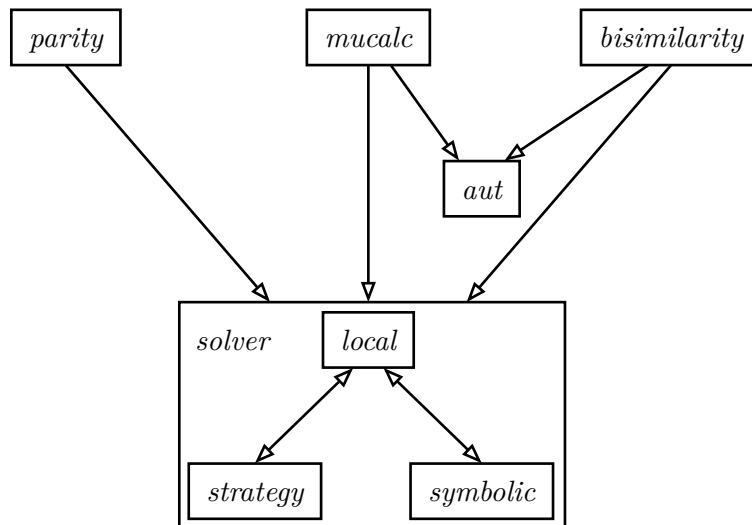 parity
mucalc
bisimilarity
aut
solver
local
strategy
symbolic